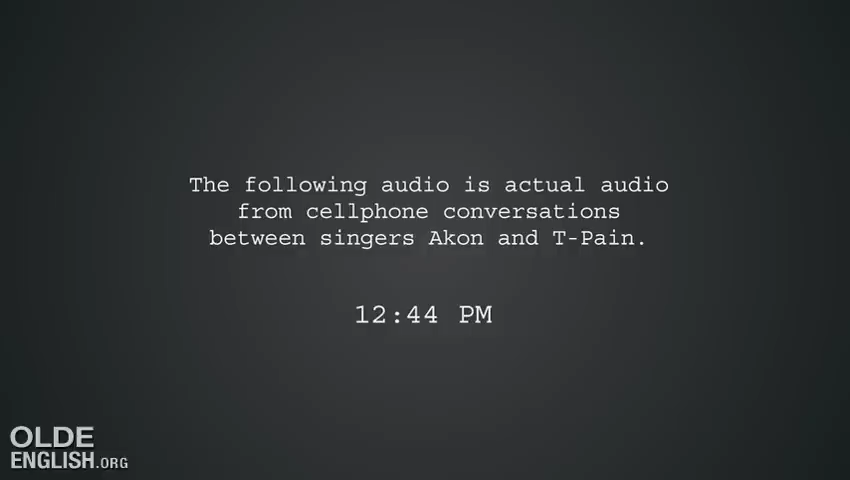 The following audio is actual audio
from cellphone conversations
between singers Akon and T-Pain.
12:44 PM
OLDE
ENGLISH.ORG